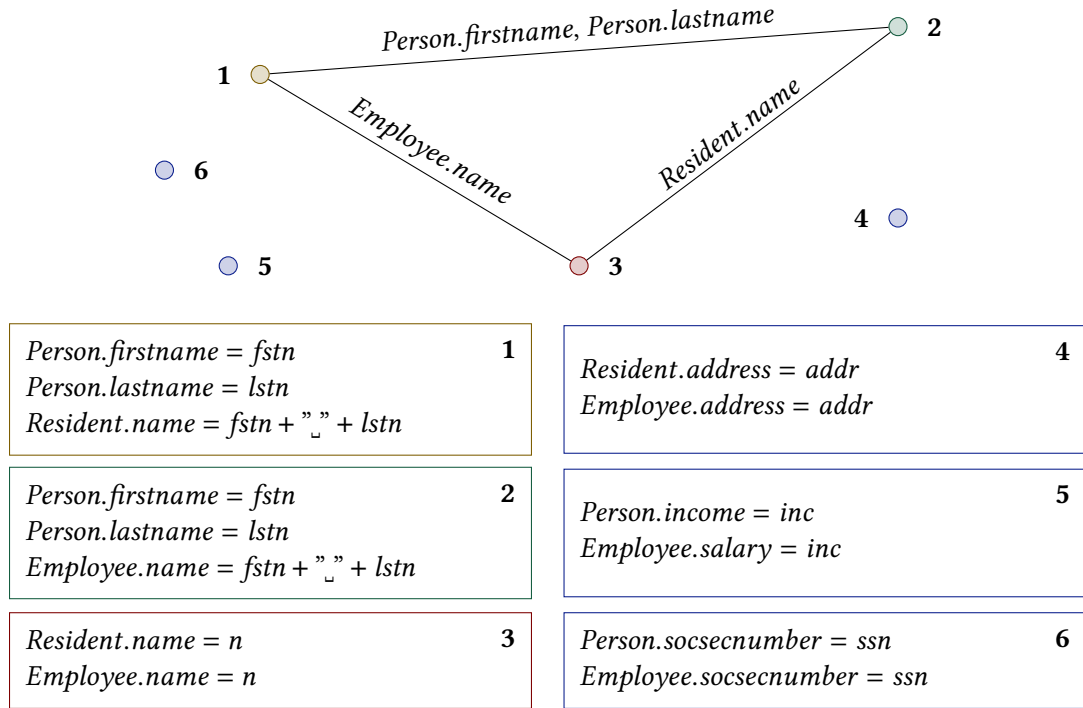 Person.firstname, Person.lastname
2
1
Employee.name
Resident.name
6
4
5
3
Person.firstname = fstn
1
Person.lastname = lstn
Resident.name = fstn + "␣" + lstn
Resident.address = addr
4
Employee.address = addr
Person.firstname = fstn
2
Person.lastname = lstn
Employee.name = fstn + "␣" + lstn
Person.income = inc
5
Employee.salary = inc
Resident.name = n
3
Employee.name = n
Person.socsecnumber = ssn
6
Employee.socsecnumber = ssn